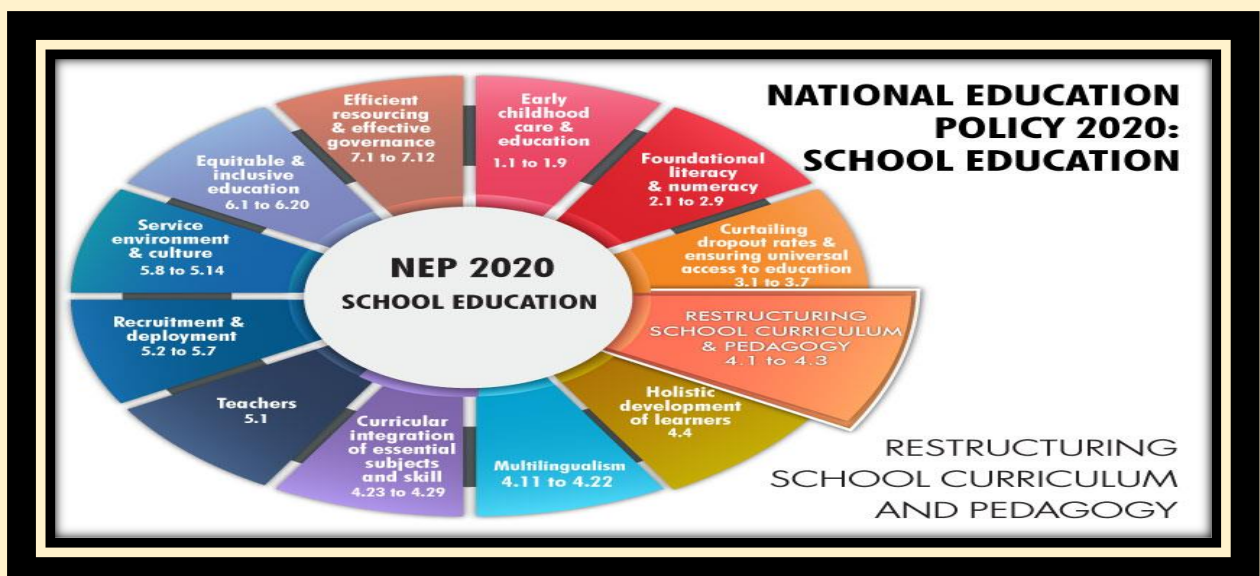 NATIONAL EDUCATION
POLICY 2020:
SCHOOL EDUCATION
Efficient
resourcing
& effective
governance
7.1 to 7.12
Early
childhood
care &
education
1.1 to 1.9
Foundational
literacy
& numeracy
2.1 to 2.9
Curtailing
dropout rates &
ensuring universal
access to education
3.1 to 3.7
RESTRUCTURING
SCHOOL CURRICULUM
& PEDAGOGY
4.1 to 4.3
Holistic
development
of learners
4.4
Multilingualism
4.11 to 4.22
Curricular
integration
of essential
subjects
and skill
4.23 to 4.29
Teachers
5.1
Recruitment &
deployment
5.2 to 5.7
Service
environment
& culture
5.8 to 5.14
Equitable &
inclusive
education
6.1 to 6.20
NEP 2020
SCHOOL EDUCATION
RESTRUCTURING
SCHOOL CURRICULUM
AND PEDAGOGY